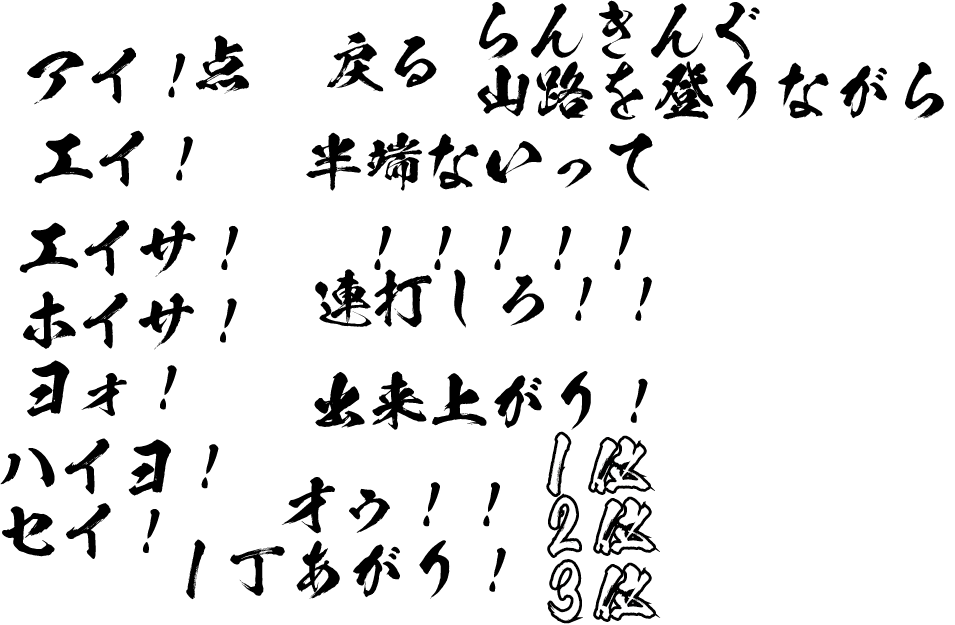 アイ！点
戻る
らんきんぐ
山路を登りながら
エイ！
半端ないって
エイサ！
！！！！！
ホイサ！
連打しろ！！
ヨォ！
出来上がり！
ハイヨ！
1位
セイ！
オゥ！！
2位
1丁あがり！
3位